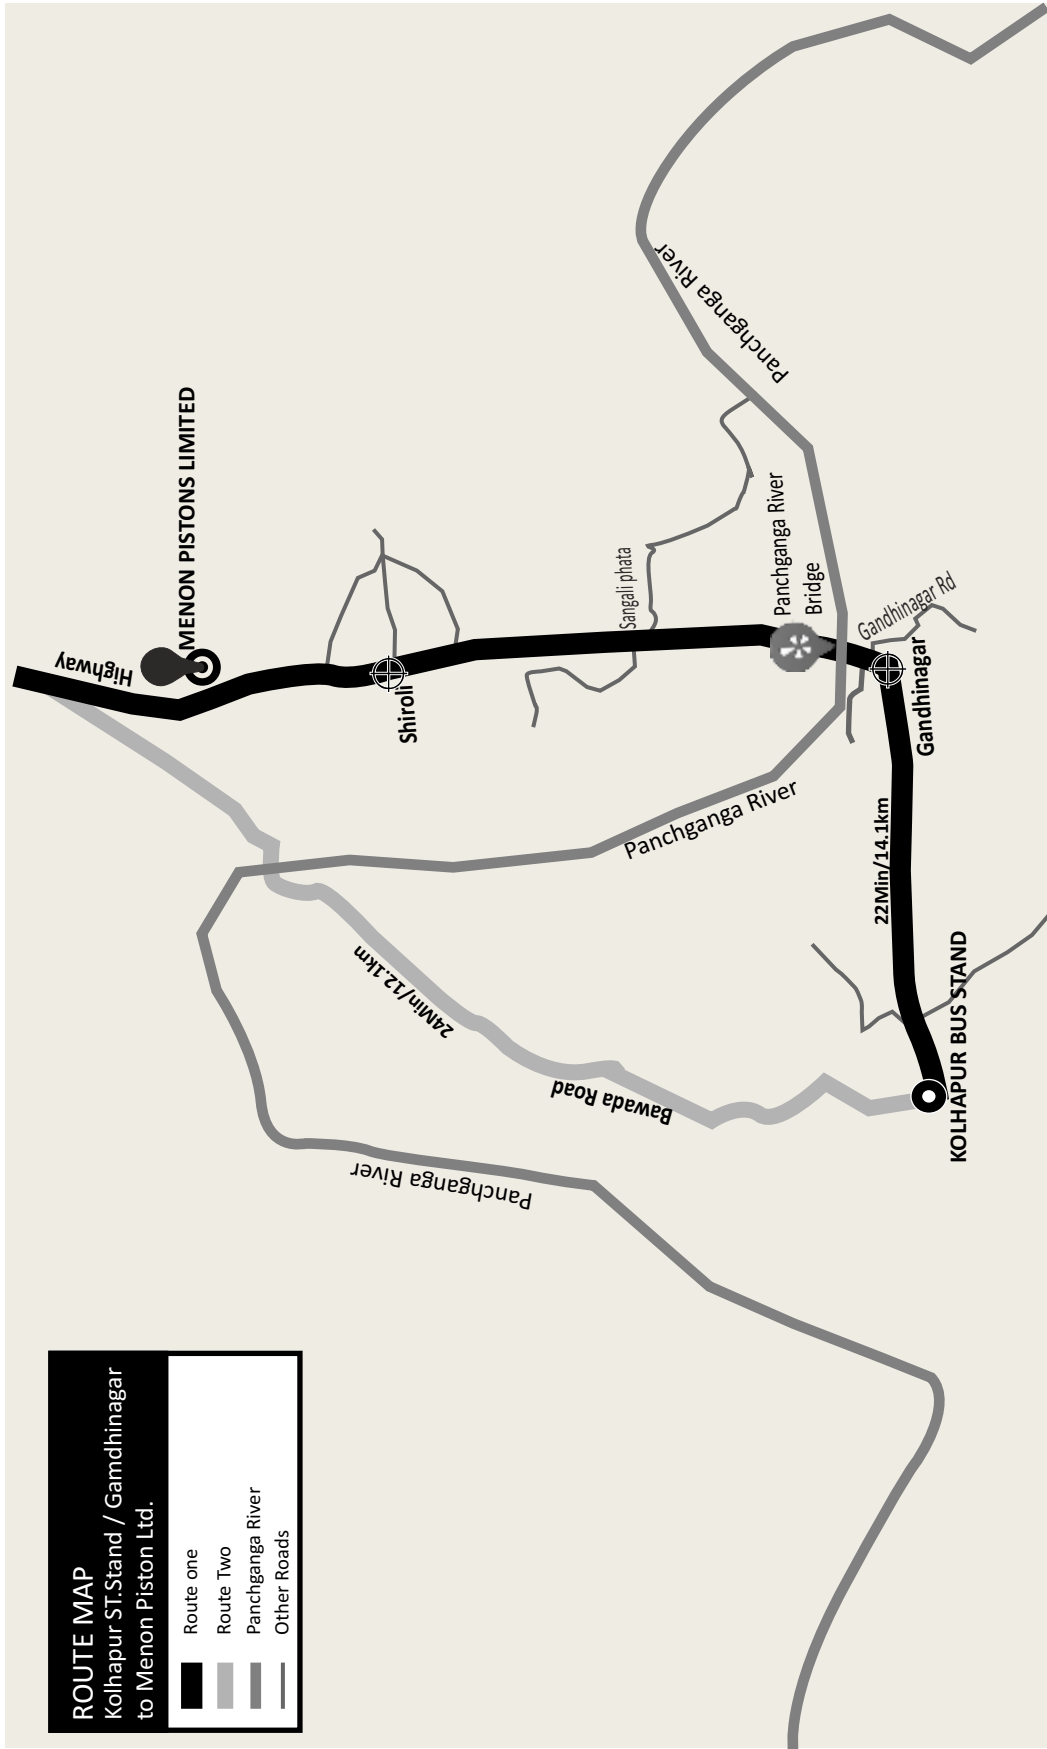 ROUTE MAP
Kolhapur ST.Stand / Gamdhinagar
to Menon Piston Ltd.
Route one
Route Two
Panchganga River
Other Roads
Highway
MENON PISTONS LIMITED
Shiroli
Sangali phata
Panchganga River
Panchganga River
Bridge
Gandhinagar Rd
Gandhinagar
Panchganga River
22Min/14.1km
24Min/12.1km
Bawada Road
KOLHAPUR BUS STAND
Panchganga River